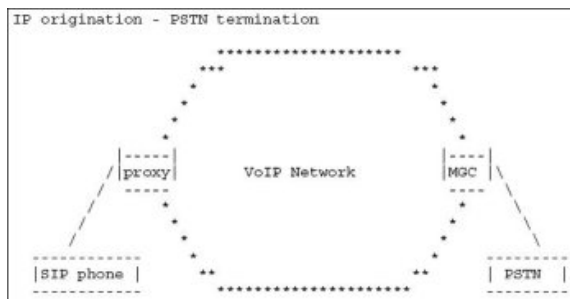 IP origination - PSTN termination
proxy VoIP Network MGC
SIP phone PSTN